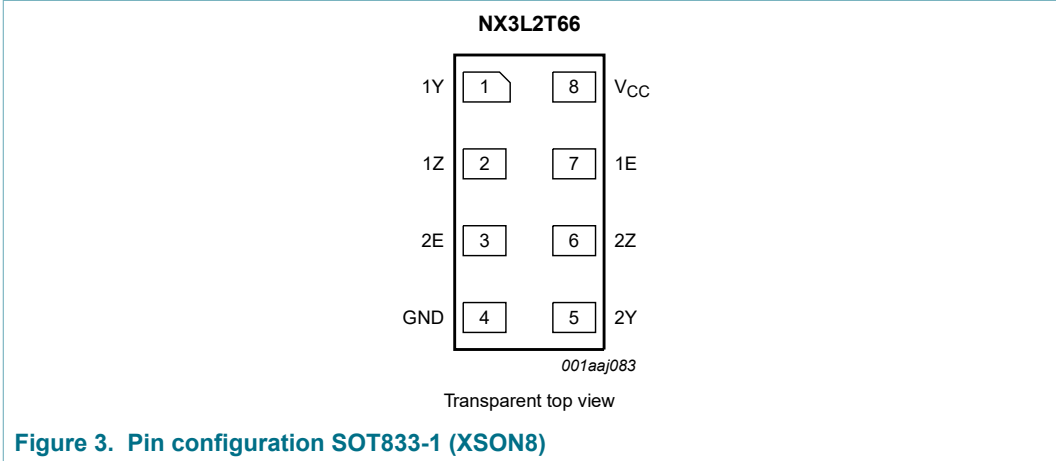 NX3L2T66
1Y 1 8 VCC
1Z 2 7 1E
2E 3 6 2Z
GND 4 5 2Y
001aaj083
Transparent top view
Figure 3. Pin configuration SOT833-1 (XSON8)